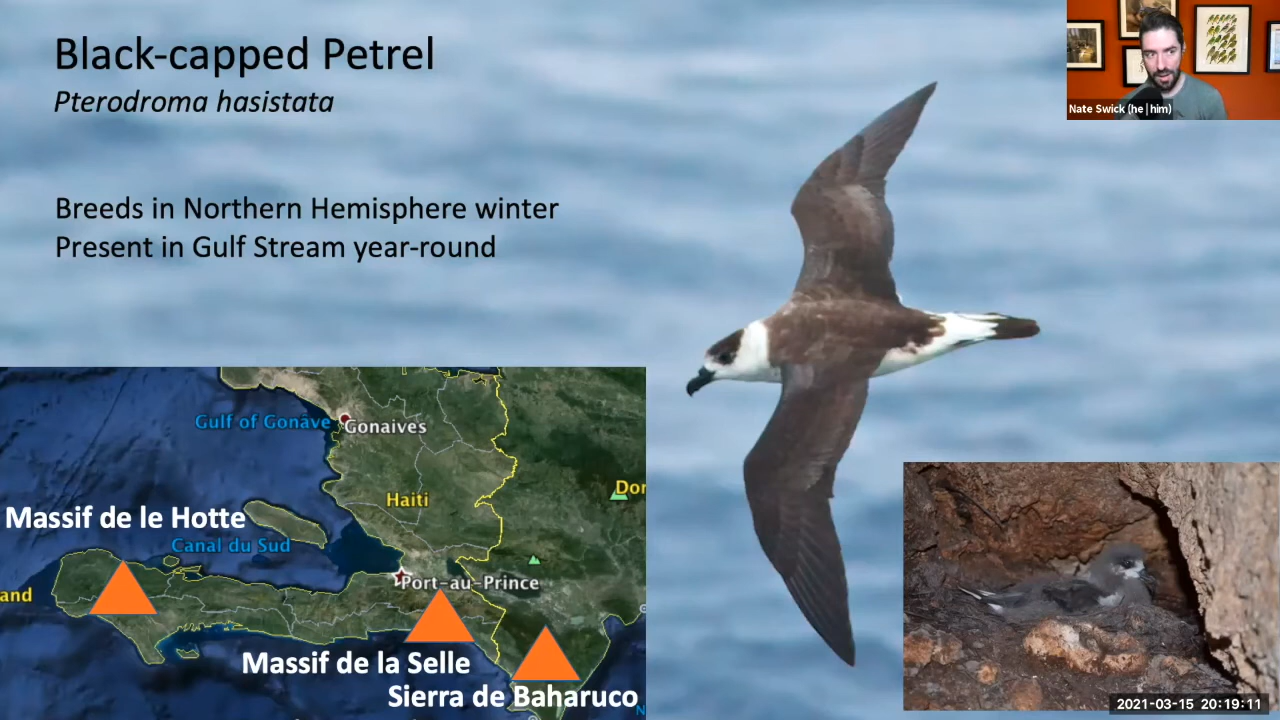 Black-capped Petrel
Pterodroma hasistata
Breeds in Northern Hemisphere winter
Present in Gulf Stream year-round
Nate Swick (he|him)
Gulf of Gonâve
Gonaives
Haiti
Dor
Massif de le Hotte
Canal du Sud
and
Port-au-Prince
Massif de la Selle
Sierra de Baharuco
N
2021-03-15 20:19:11